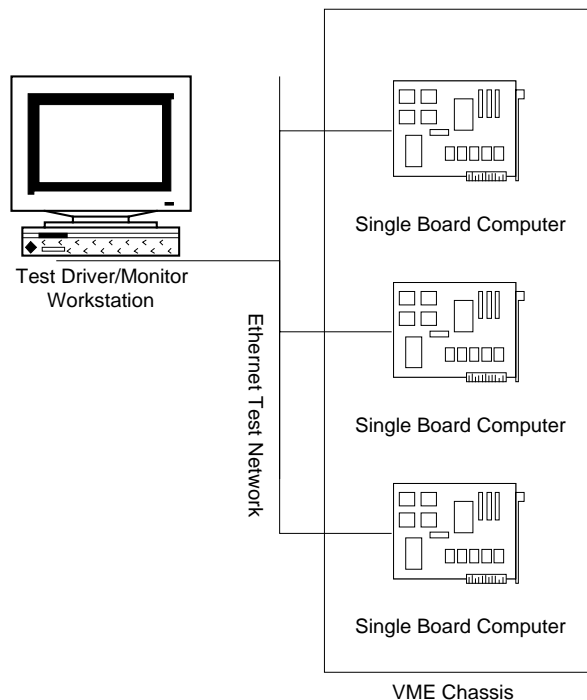 Single Board Computer
Test Driver/Monitor
Workstation
Ethernet Test Network
Single Board Computer
Single Board Computer
VME Chassis